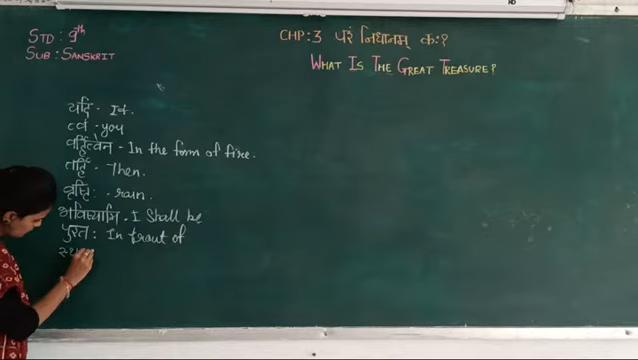 STD : 9th
SUB : SANSKRIT
CHP : 3 परं निधानम् कः?
WHAT IS THE GREAT TREASURE?
यदि - If.
त्वं - you
वह्नित्वेन - In the form of fire.
तर्हि - Then.
वृष्टिः - rain.
भविष्यामि - I Shall be
पुरतः In front of